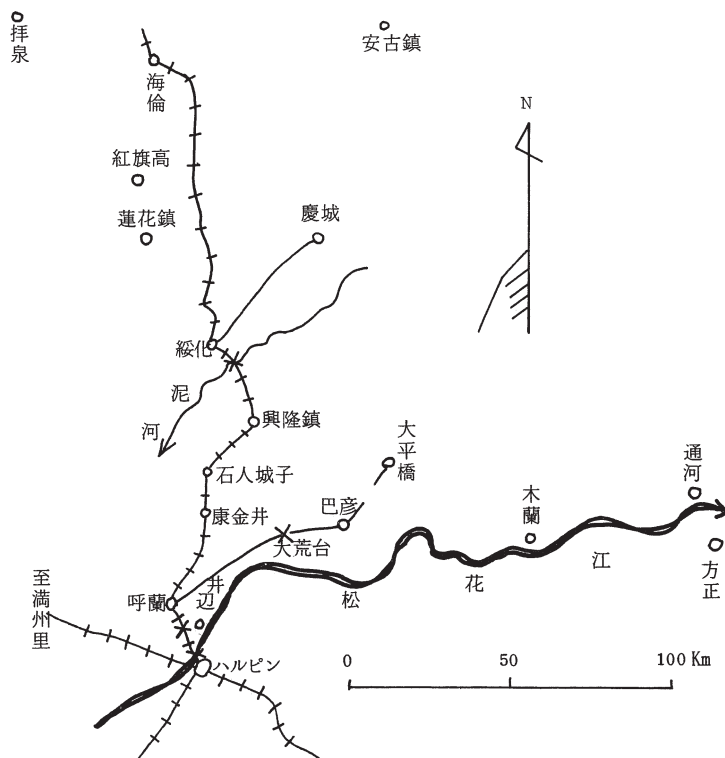 拝泉
安古鎮
海倫
N
紅旗高
蓮花鎮
慶城
綏化
泥河
興隆鎮
大平橋
石人城子
通河
巴彦
康金井
木蘭
大荒台
江
方正
花
松
井辺
呼蘭
至満州里
ハルピン
0 50 100 Km